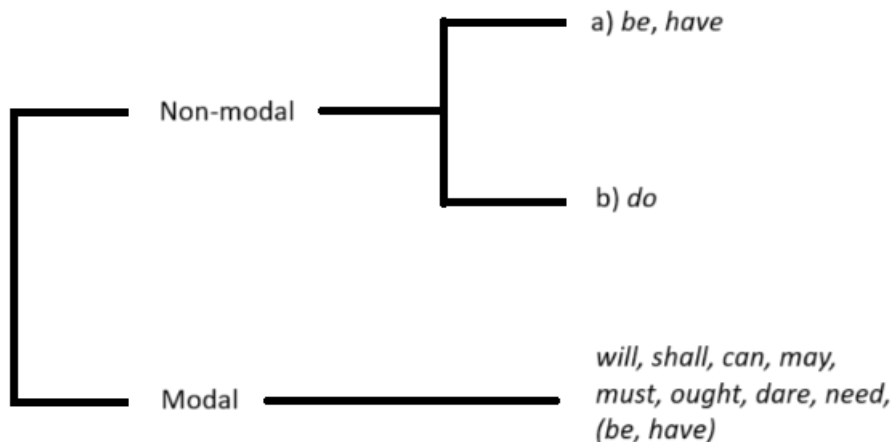 a) be, have
Non-modal
b) do
will, shall, can, may,
Modal
must, ought, dare, need,
(be, have)